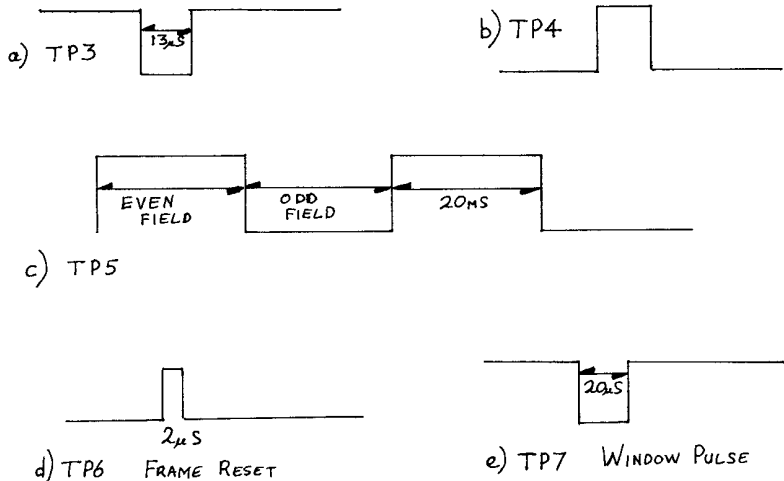 13μS
a) TP3
b) TP4
EVEN
FIELD
ODD
FIELD
20MS
c) TP5
2μS
d) TP6 FRAME RESET
20μS
e) TP7 WINDOW PULSE